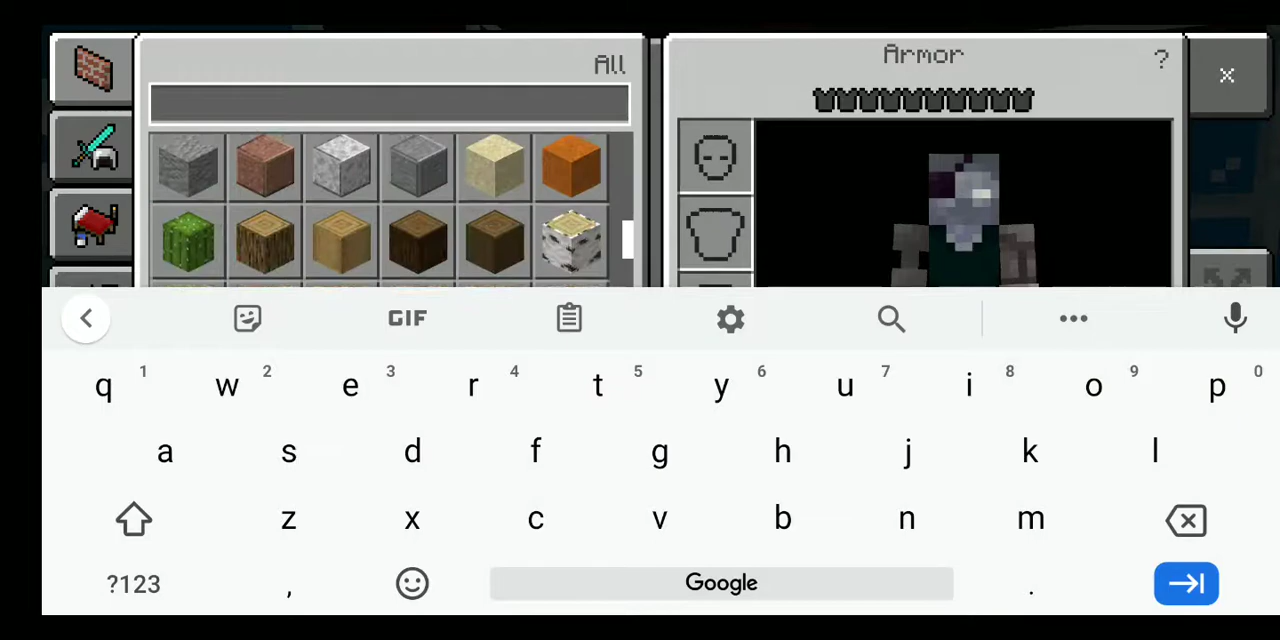 All
Armor
?
GIF
q 1 w 2 e 3 r 4 t 5 y 6 u 7 i 8 o 9 p 0
a s d f g h j k l
z x c v b n m
?123 , Google .